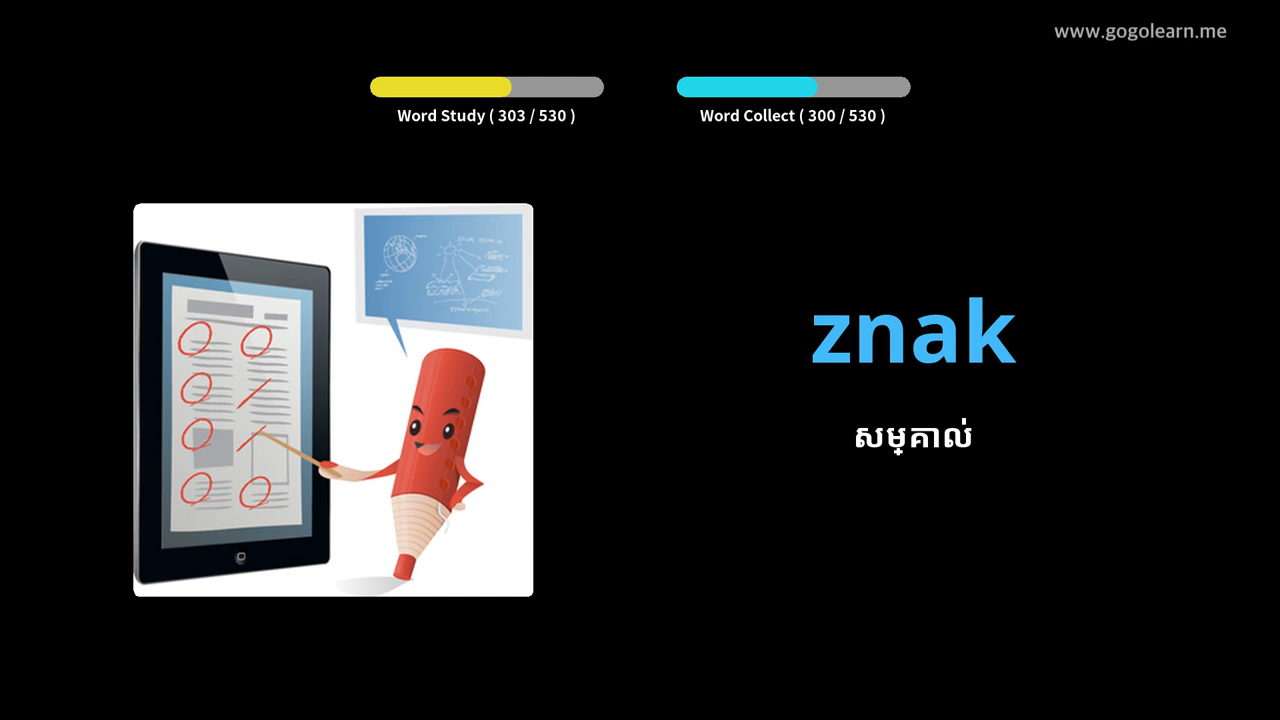 www.gogolearn.me
Word Study ( 303 / 530 )
Word Collect ( 300 / 530 )
znak
សម្គាល់